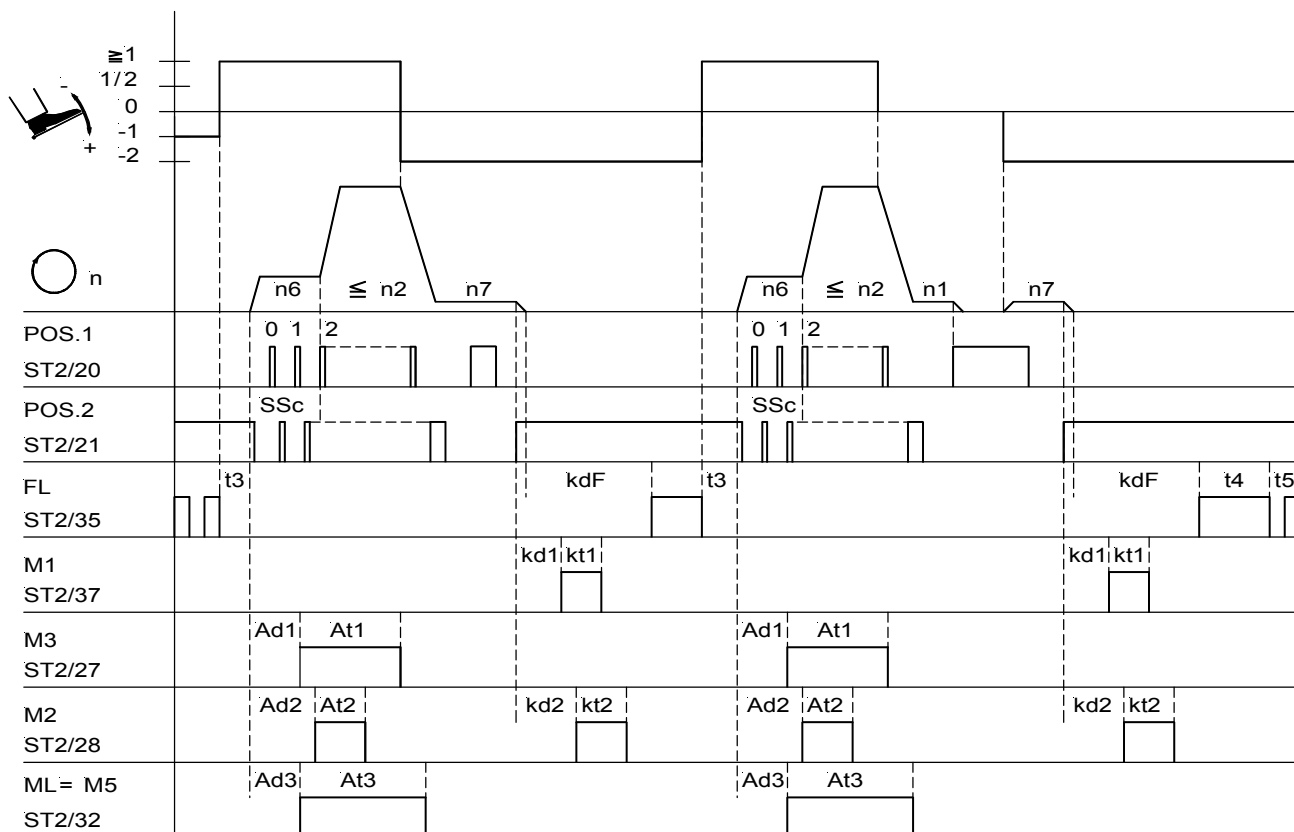 ≧1
1/2
0
-1
-2
-
+
n
n6 ≦ n2 n7 n6 ≦ n2 n1 n7
POS.1 0 1 2 0 1 2
ST2/20
POS.2 SSc SSc
ST2/21
FL t3 kdF t3 kdF t4 t5
ST2/35
M1 kd1 kt1 kd1 kt1
ST2/37
M3 Ad1 At1 Ad1 At1
ST2/27
M2 Ad2 At2 kd2 kt2 Ad2 At2 kd2 kt2
ST2/28
ML= M5 Ad3 At3 Ad3 At3
ST2/32